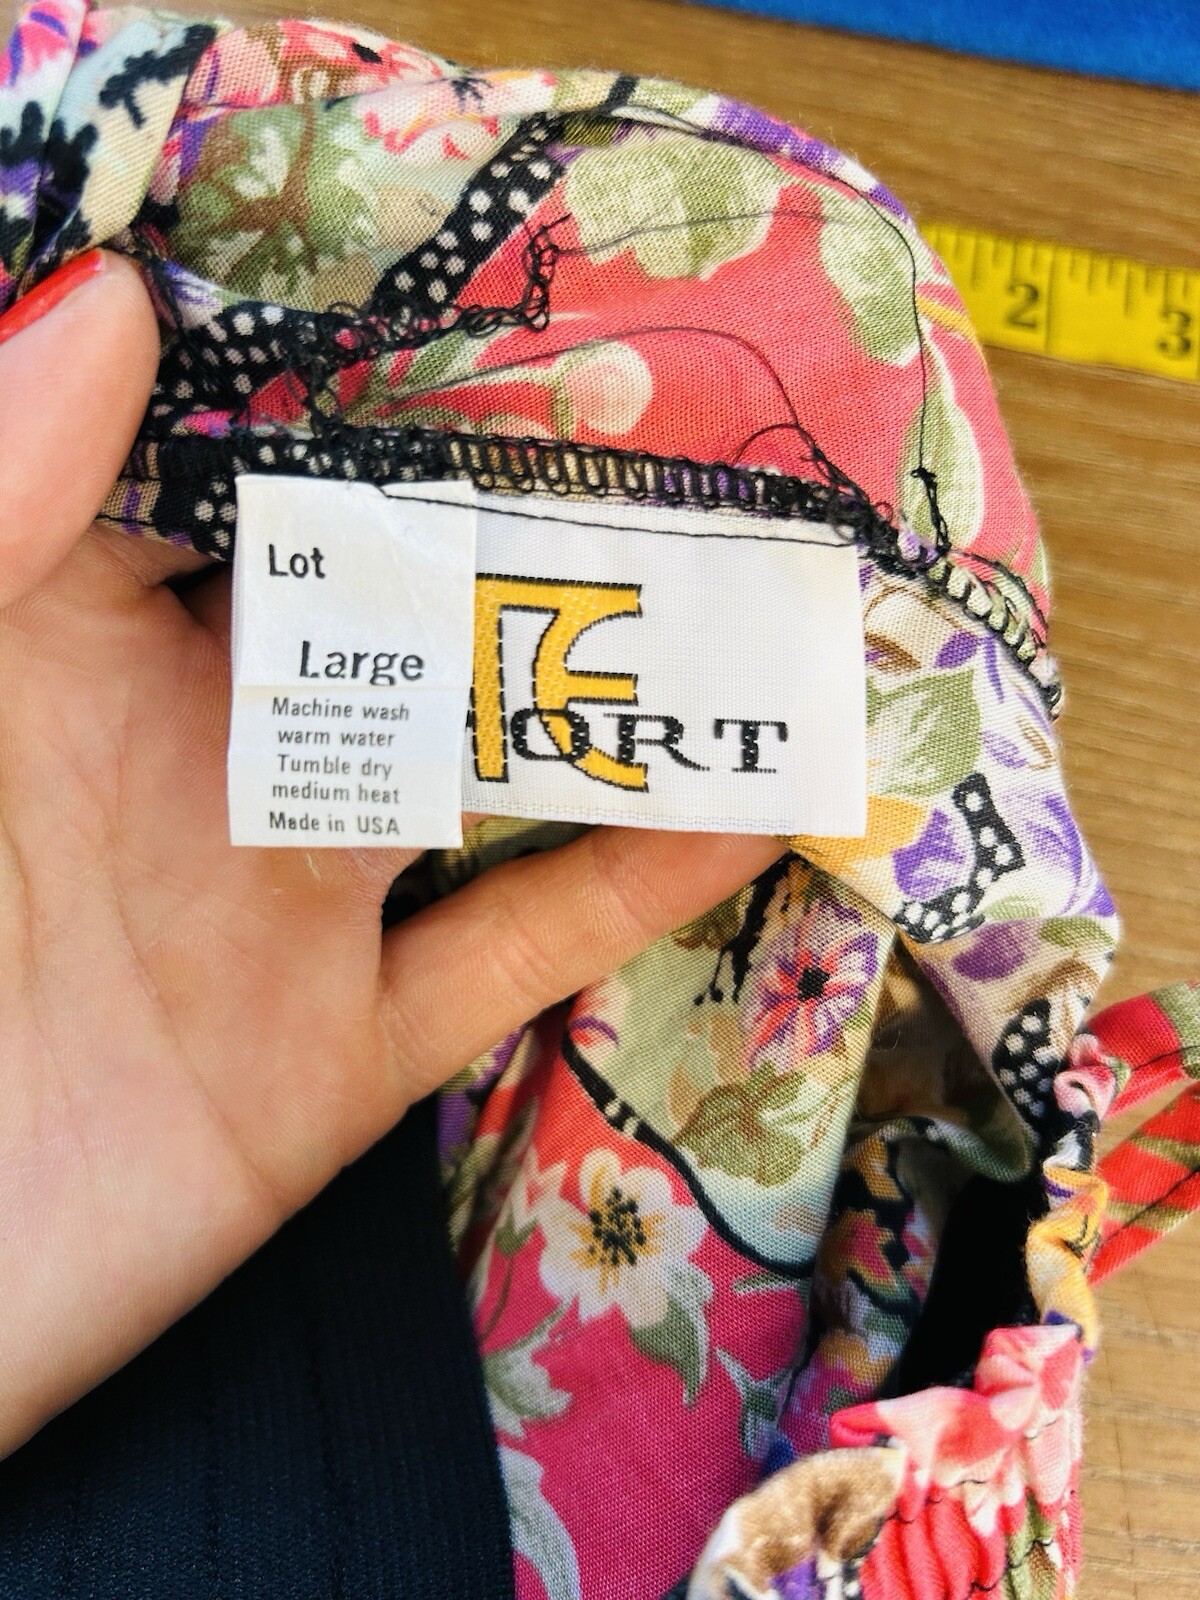 Lot
Large
Machine wash
warm water
Tumble dry
medium heat
Made in USA
ORT
2
3